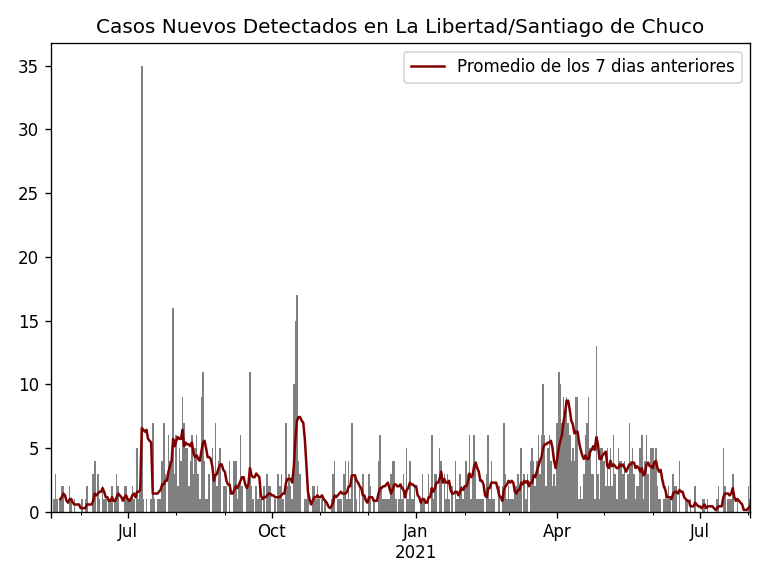 Casos Nuevos Detectados en La Libertad/Santiago de Chuco
Promedio de los 7 dias anteriores
35
30
25
20
15
10
5
0
Jul
Oct
Jan
2021
Apr
Jul